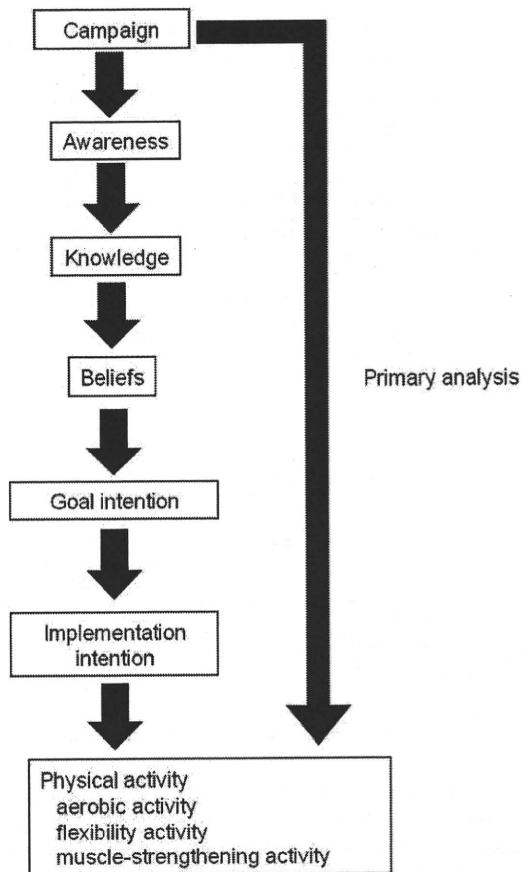 Campaign
Awareness
Knowledge
Beliefs
Primary analysis
Goal intention
Implementation
intention
Physical activity
aerobic activity
flexibility activity
muscle-strengthening activity